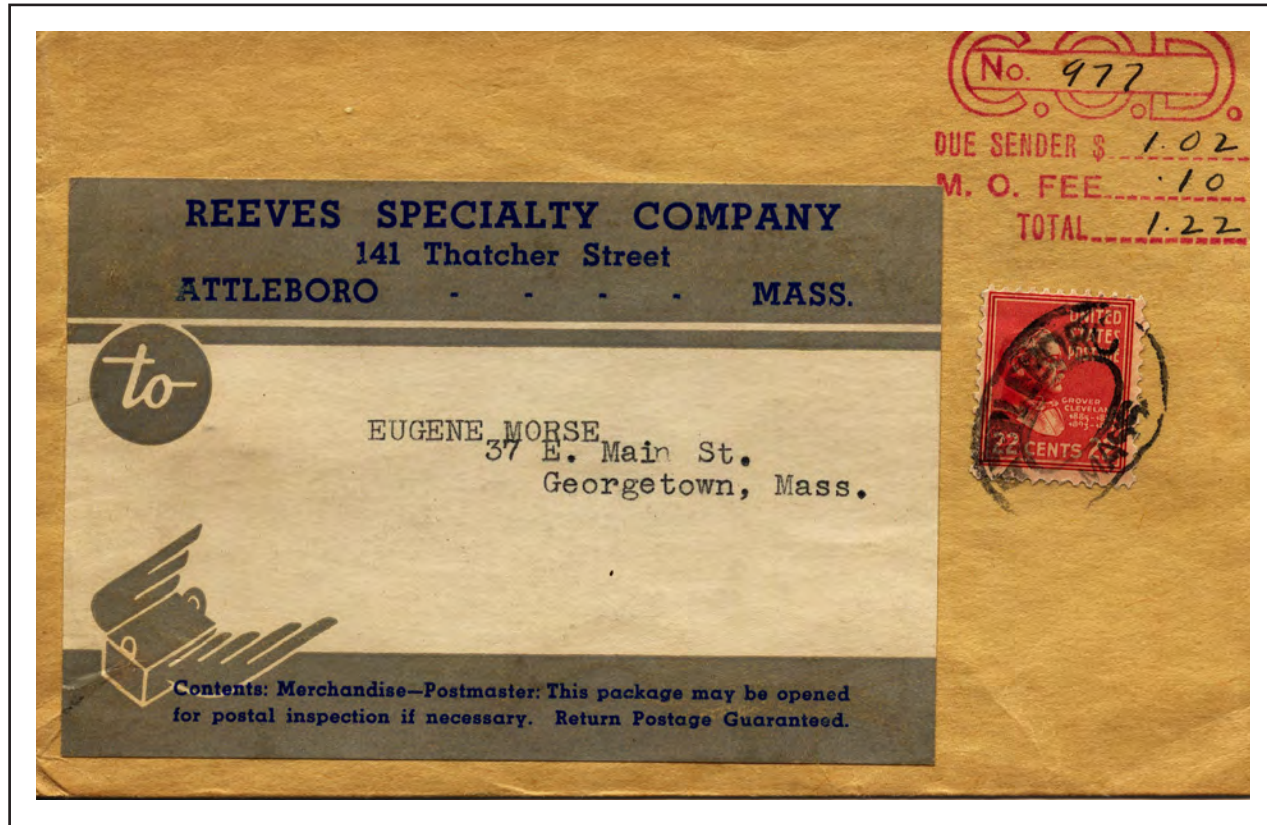 C.O.D.
No. 977
DUE SENDER $ 1.02
M. O. FEE .10
TOTAL 1.22
REEVES SPECIALTY COMPANY
141 Thatcher Street
ATTLEBORO - - - - MASS.
to
UNITED
STATES
POSTAGE
GROVER
CLEVELAND
22 CENTS
MASS.
EUGENE MORSE
37 E. Main St.
Georgetown, Mass.
Contents: Merchandise—Postmaster: This package may be opened
for postal inspection if necessary. Return Postage Guaranteed.